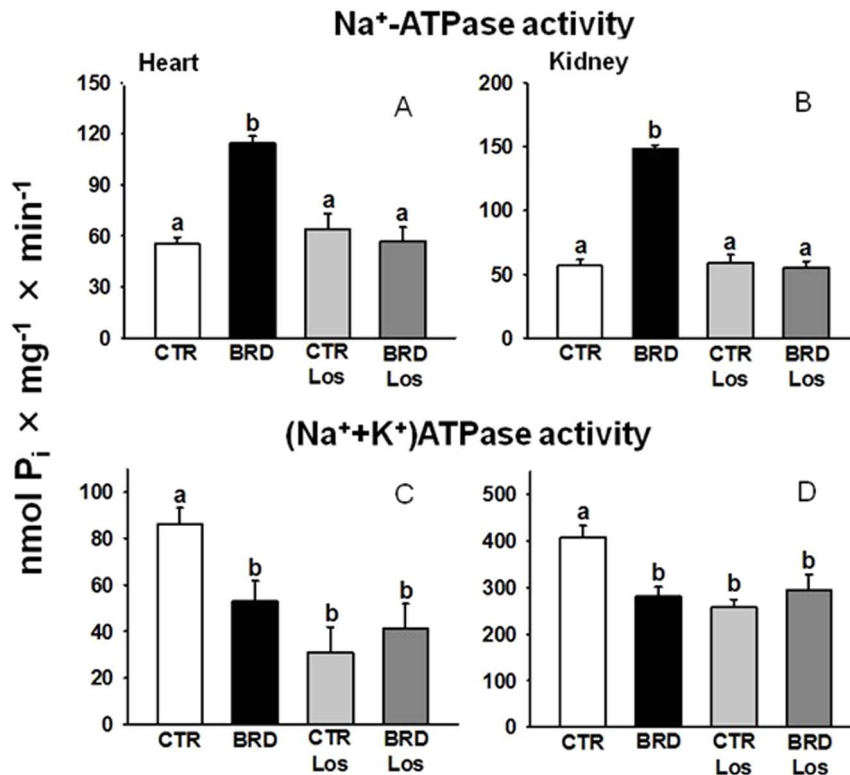 Na⁺-ATPase activity
Heart
Kidney
nmol Pᵢ × mg⁻¹ × min⁻¹
150
120
90
60
30
0
A
a
b
a
a
CTR
BRD
CTR
Los
BRD
Los
200
150
100
50
0
B
a
b
a
a
CTR
BRD
CTR
Los
BRD
Los
(Na⁺+K⁺)ATPase activity
100
80
60
40
20
0
C
a
b
b
b
CTR
BRD
CTR
Los
BRD
Los
500
400
300
200
300
100
0
D
a
b
b
b
CTR
BRD
CTR
Los
BRD
Los